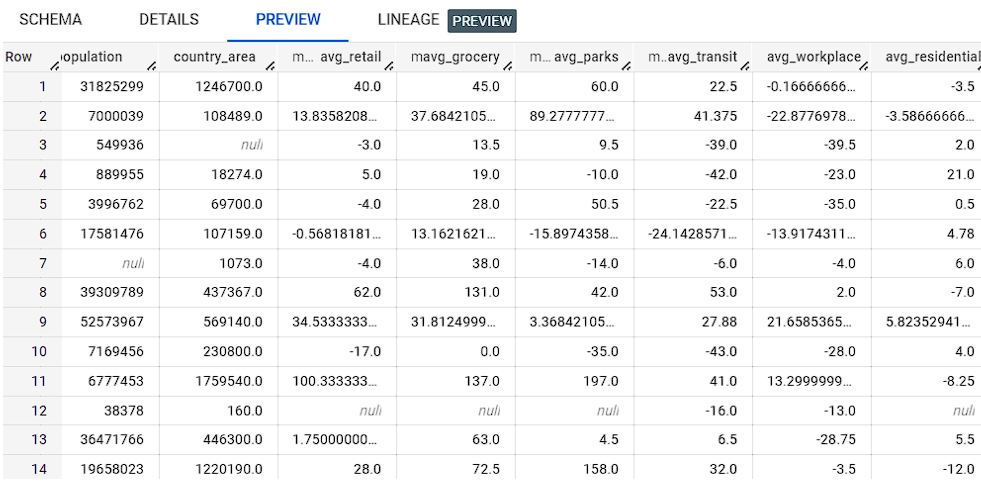 SCHEMA DETAILS PREVIEW LINEAGE PREVIEW
Row opulation country_area m... avg_retail mavg_grocery m... avg_parks m..avg_transit avg_workplace avg_residential
1 31825299 1246700.0 40.0 45.0 60.0 22.5 -0.16666666... -3.5
2 7000039 108489.0 13.8358208... 37.6842105... 89.2777777... 41.375 -22.8776978... -3.58666666...
3 549936 null -3.0 13.5 9.5 -39.0 -39.5 2.0
4 889955 18274.0 5.0 19.0 -10.0 -42.0 -23.0 21.0
5 3996762 69700.0 -4.0 28.0 50.5 -22.5 -35.0 0.5
6 17581476 107159.0 -0.56818181... 13.1621621... -15.8974358... -24.1428571... -13.9174311... 4.78
7 null 1073.0 -4.0 38.0 -14.0 -6.0 -4.0 6.0
8 39309789 437367.0 62.0 131.0 42.0 53.0 2.0 -7.0
9 52573967 569140.0 34.5333333... 31.8124999... 3.36842105... 27.88 21.6585365... 5.82352941...
10 7169456 230800.0 -17.0 0.0 -35.0 -43.0 -28.0 4.0
11 6777453 1759540.0 100.333333... 137.0 197.0 41.0 13.2999999... -8.25
12 38378 160.0 null null null -16.0 -13.0 null
13 36471766 446300.0 1.75000000... 63.0 4.5 6.5 -28.75 5.5
14 19658023 1220190.0 28.0 72.5 158.0 32.0 -3.5 -12.0